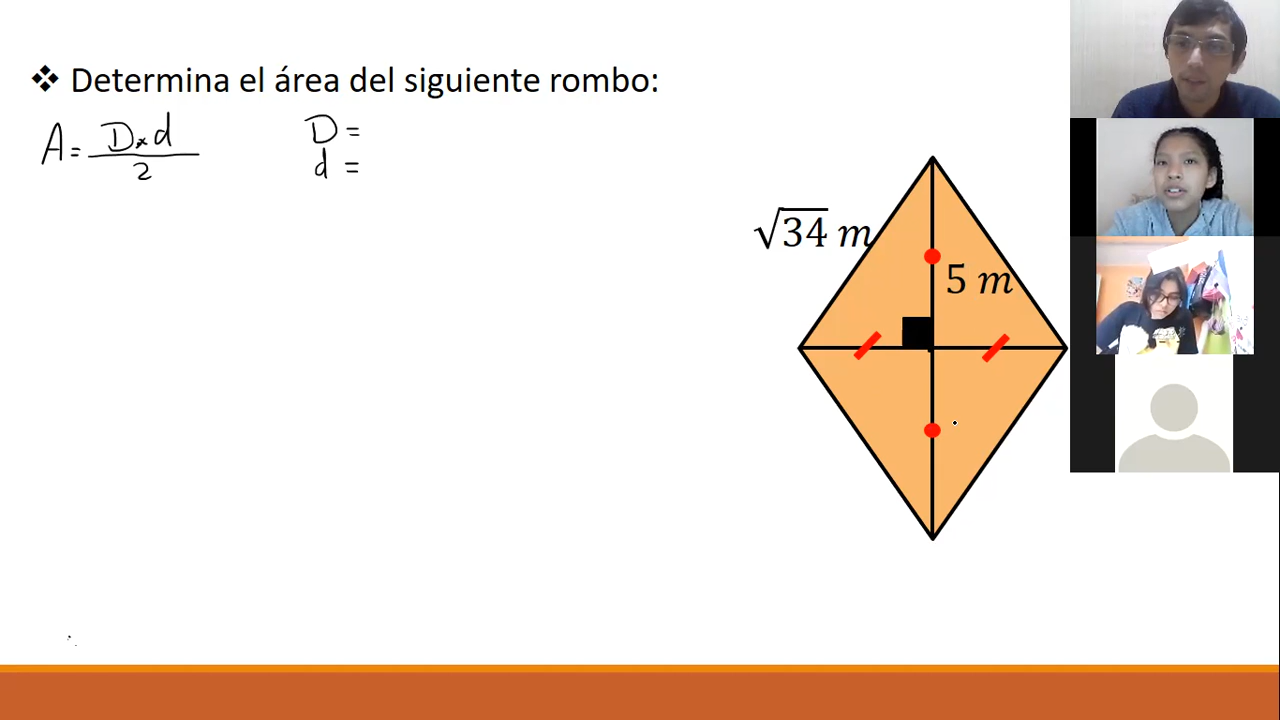 ❖ Determina el área del siguiente rombo:
A = D x d / 2
D =
d =
√34 m
5 m